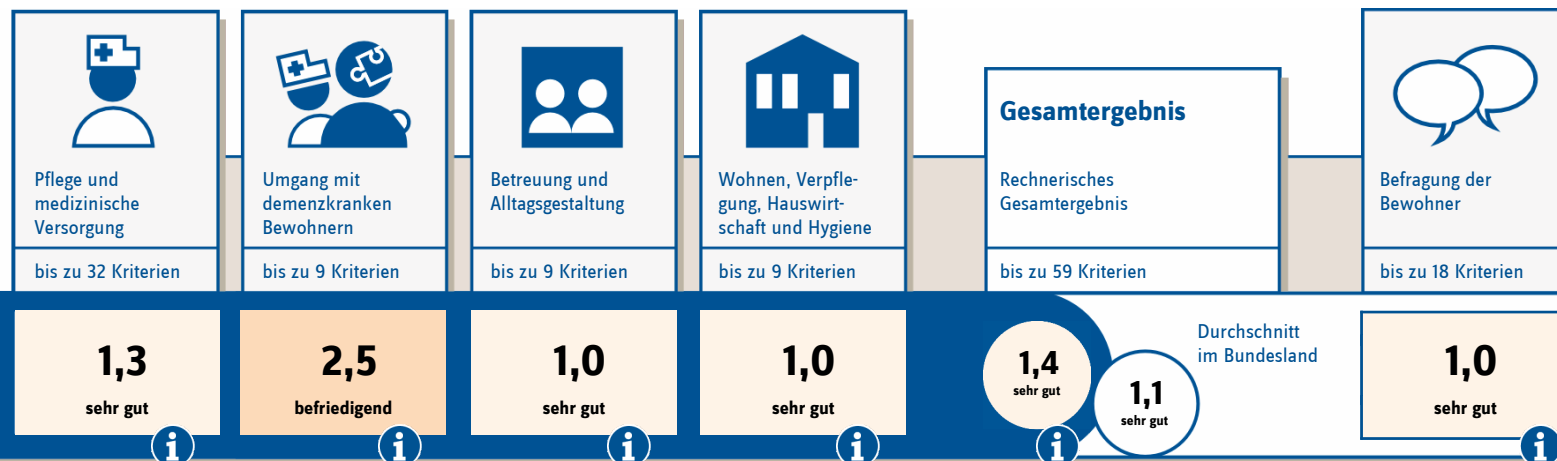 Pflege und
medizinische
Versorgung
bis zu 32 Kriterien
1,3
sehr gut
i
Umgang mit
demenzkranken
Bewohnern
bis zu 9 Kriterien
2,5
befriedigend
i
Betreuung und
Alltagsgestaltung
bis zu 9 Kriterien
1,0
sehr gut
i
Wohnen, Verpfle-
gung, Hauswirt-
schaft und Hygiene
bis zu 9 Kriterien
1,0
sehr gut
i
Gesamtergebnis
Rechnerisches
Gesamtergebnis
bis zu 59 Kriterien
1,4
sehr gut
i
Durchschnitt
im Bundesland
1,1
sehr gut
Befragung der
Bewohner
bis zu 18 Kriterien
1,0
sehr gut
i